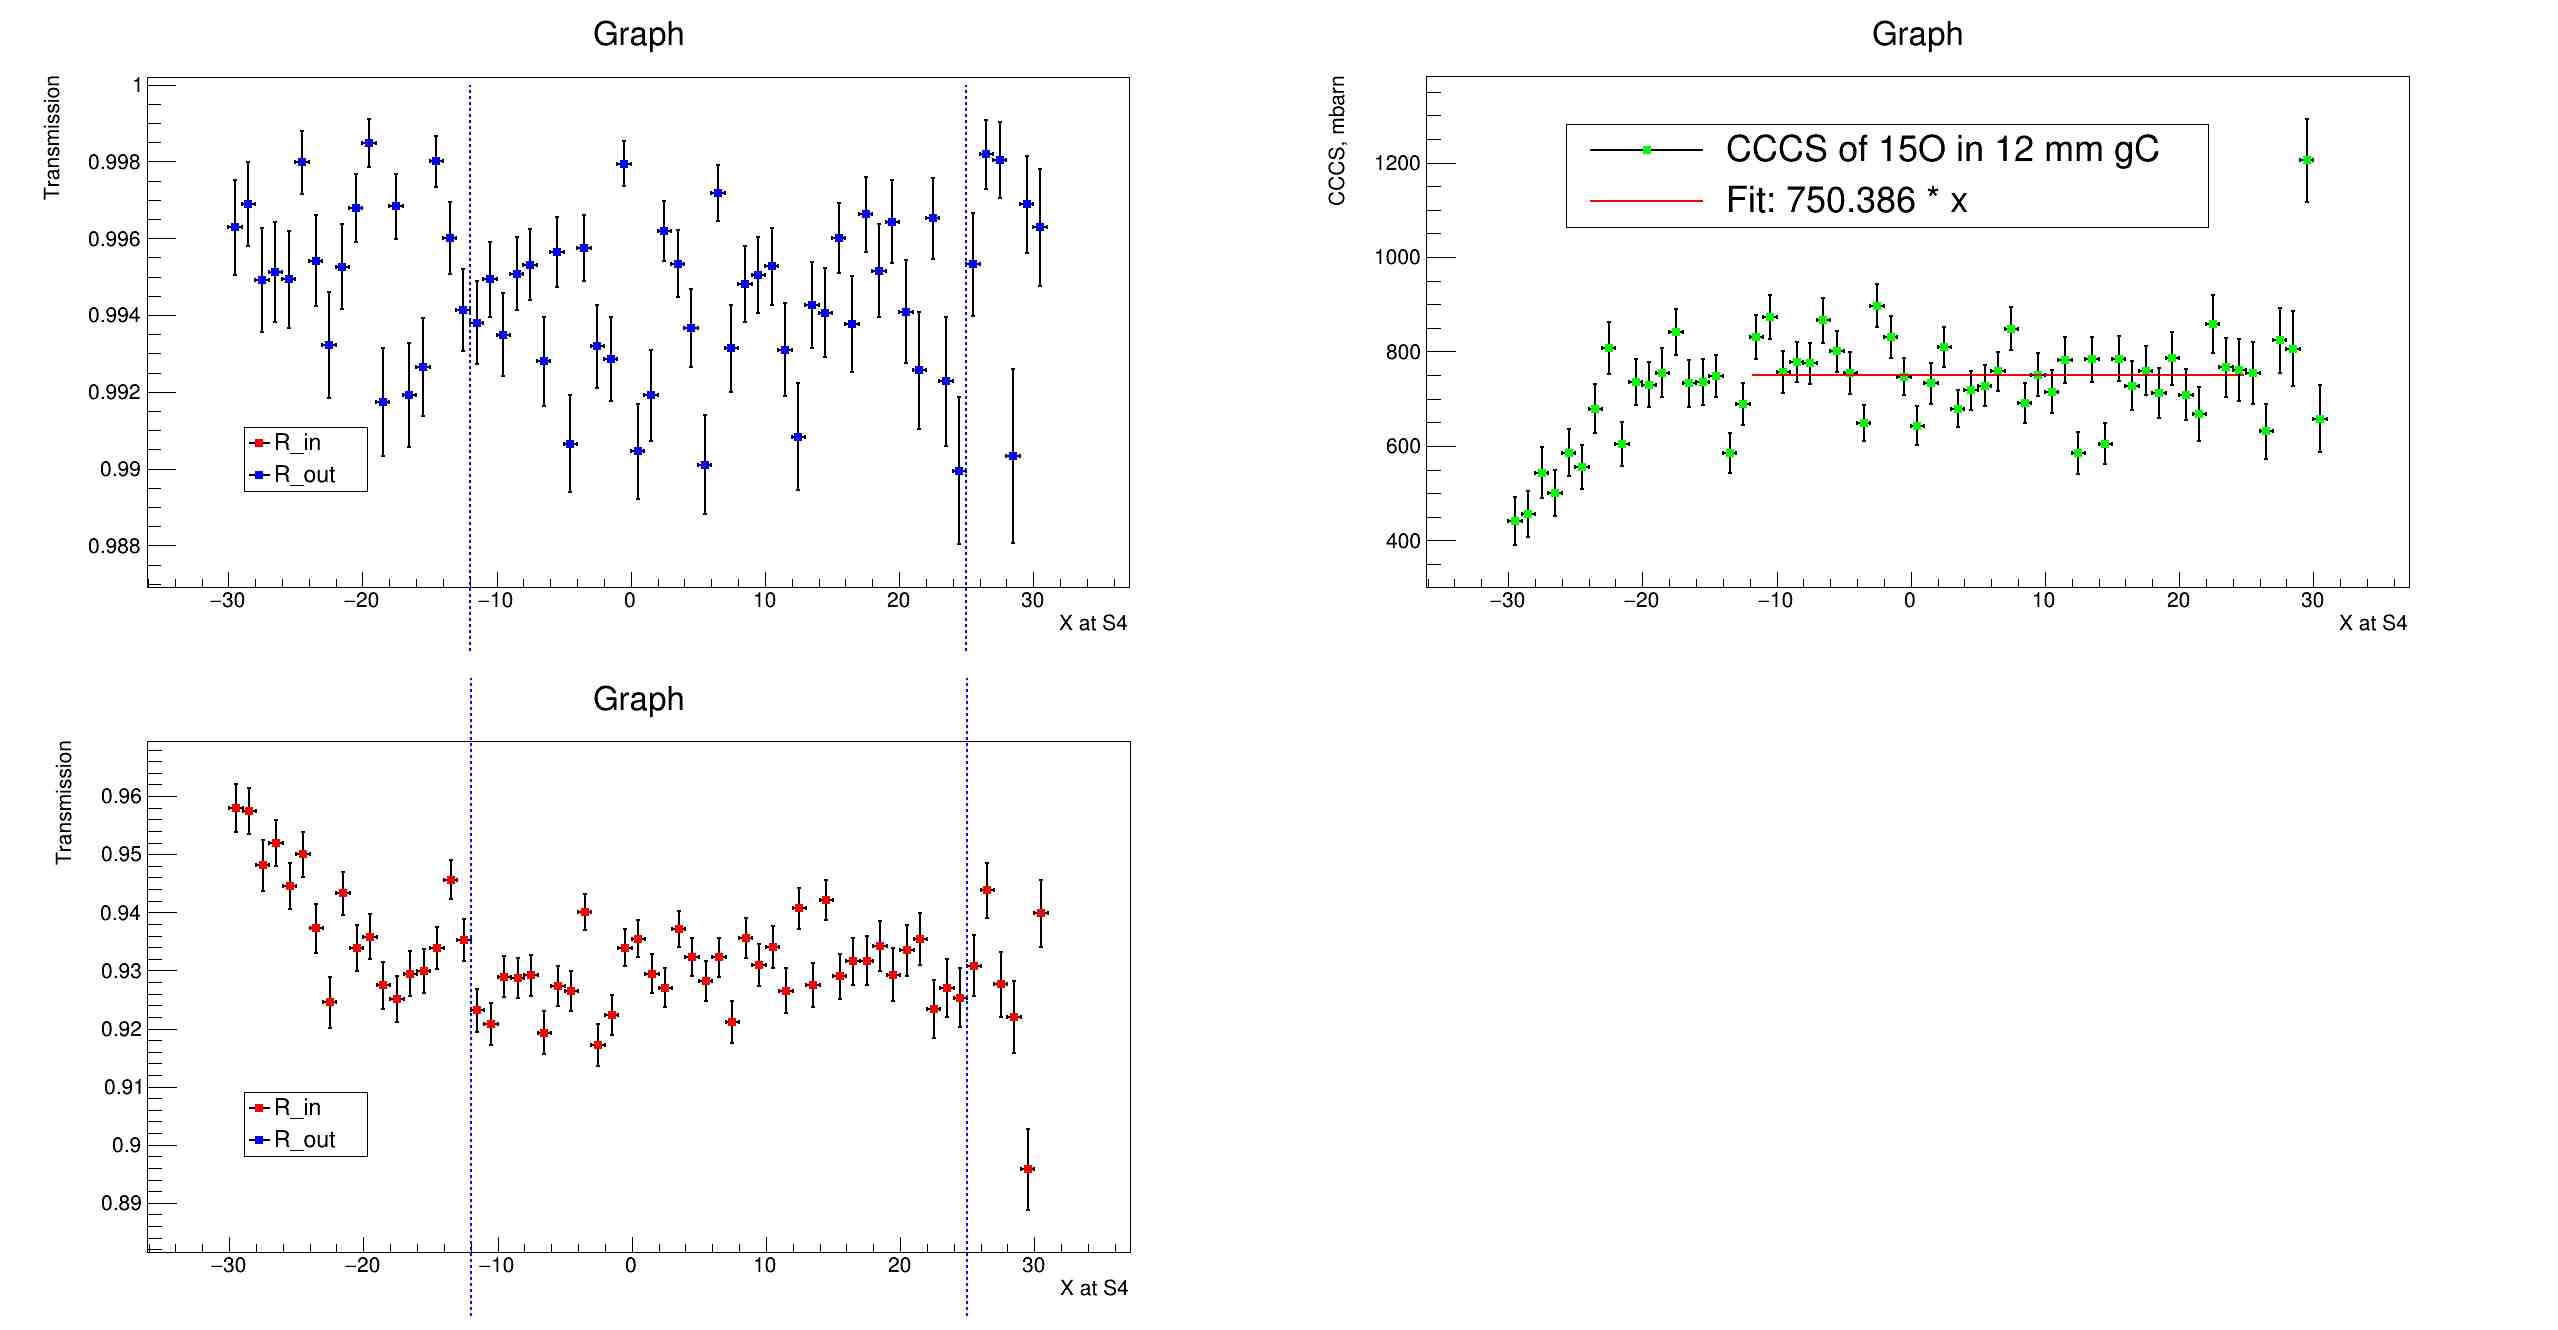 Graph
Transmission
1
0.998
0.996
0.994
0.992
0.99
0.988
R_in
R_out
−30 −20 −10 0 10 20 30
X at S4
Graph
CCCS, mbarn
CCCS of 15O in 12 mm gC
Fit: 750.386 * x
1200
1000
800
600
400
−30 −20 −10 0 10 20 30
X at S4
Graph
Transmission
0.96
0.95
0.94
0.93
0.92
0.91
0.9
0.89
R_in
R_out
−30 −20 −10 0 10 20 30
X at S4